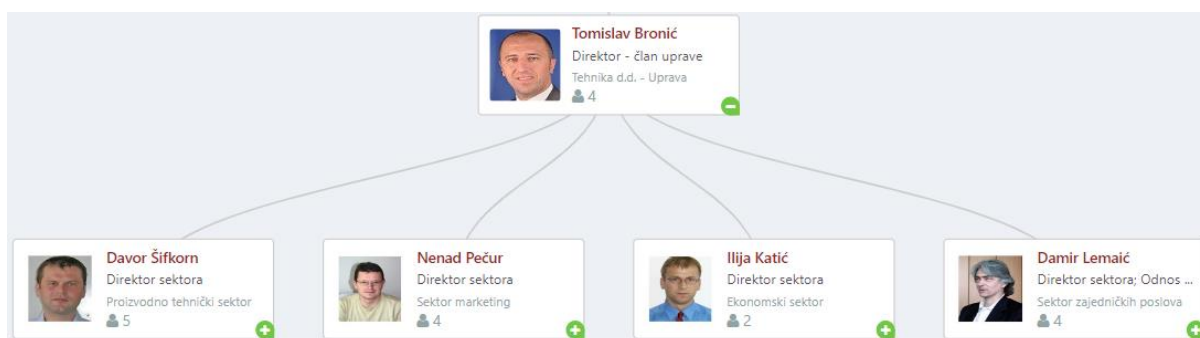 Tomislav Bronić
Direktor - član uprave
Tehnika d.d. - Uprava
4
Davor Šifkorn
Direktor sektora
Proizvodno tehnički sektor
5
Nenad Pečur
Direktor sektora
Sektor marketing
4
Ilija Katić
Direktor sektora
Ekonomski sektor
2
Damir Lemaić
Direktor sektora; Odnos ...
Sektor zajedničkih poslova
4